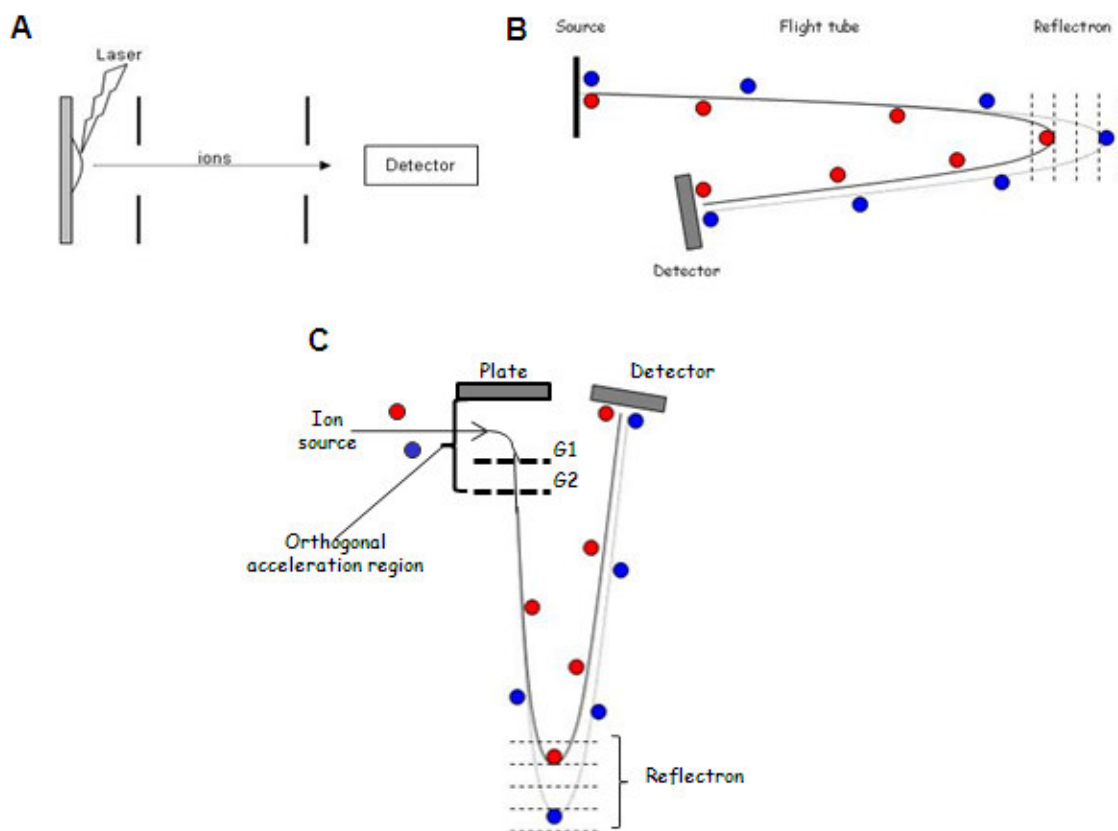 A
Laser
ions
Detector
B
Source
Flight tube
Reflectron
Detector
C
Plate
Detector
Ion
source
G1
G2
Orthogonal
acceleration region
Reflectron